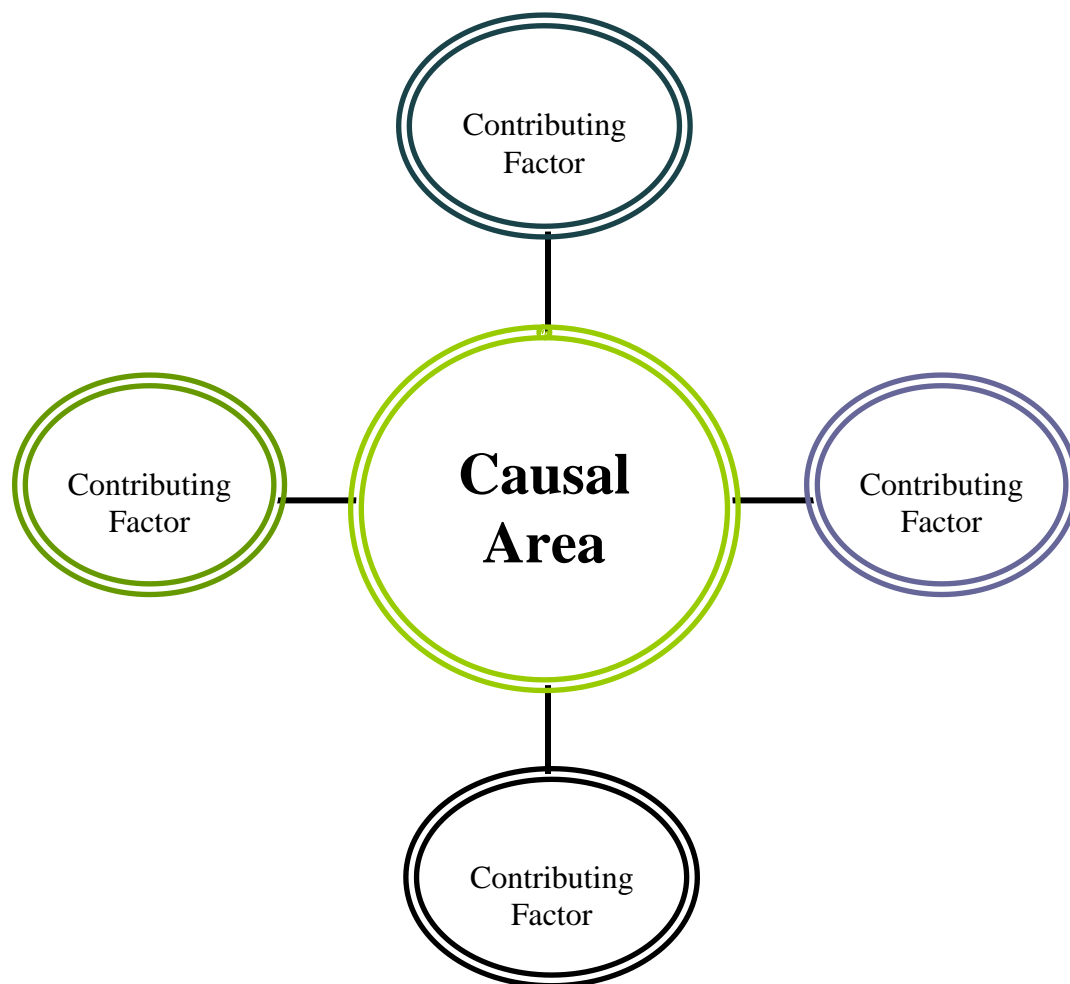 Contributing
Factor
Causal
Area
Contributing
Factor
Contributing
Factor
Contributing
Factor